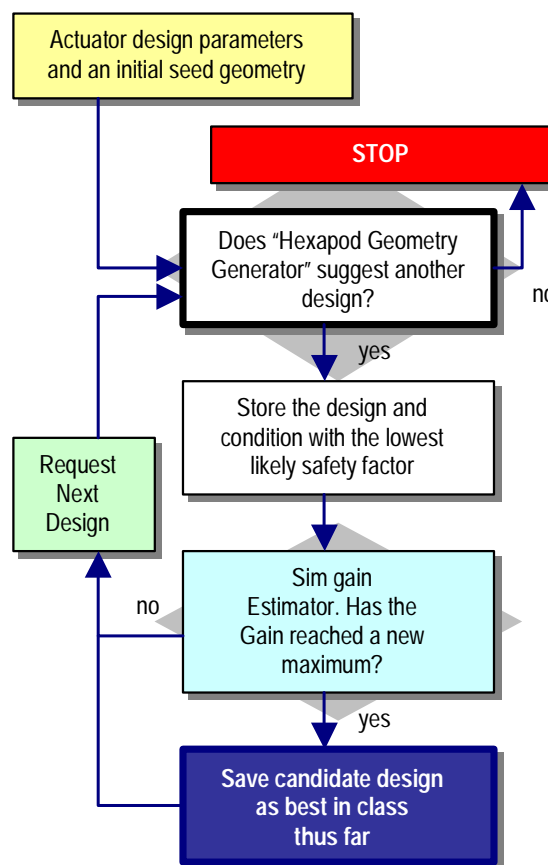 Actuator design parameters
and an initial seed geometry
STOP
Does “Hexapod Geometry
Generator” suggest another
design?
no
yes
Store the design and
condition with the lowest
likely safety factor
Request
Next
Design
Sim gain
Estimator. Has the
Gain reached a new
maximum?
no
yes
Save candidate design
as best in class
thus far